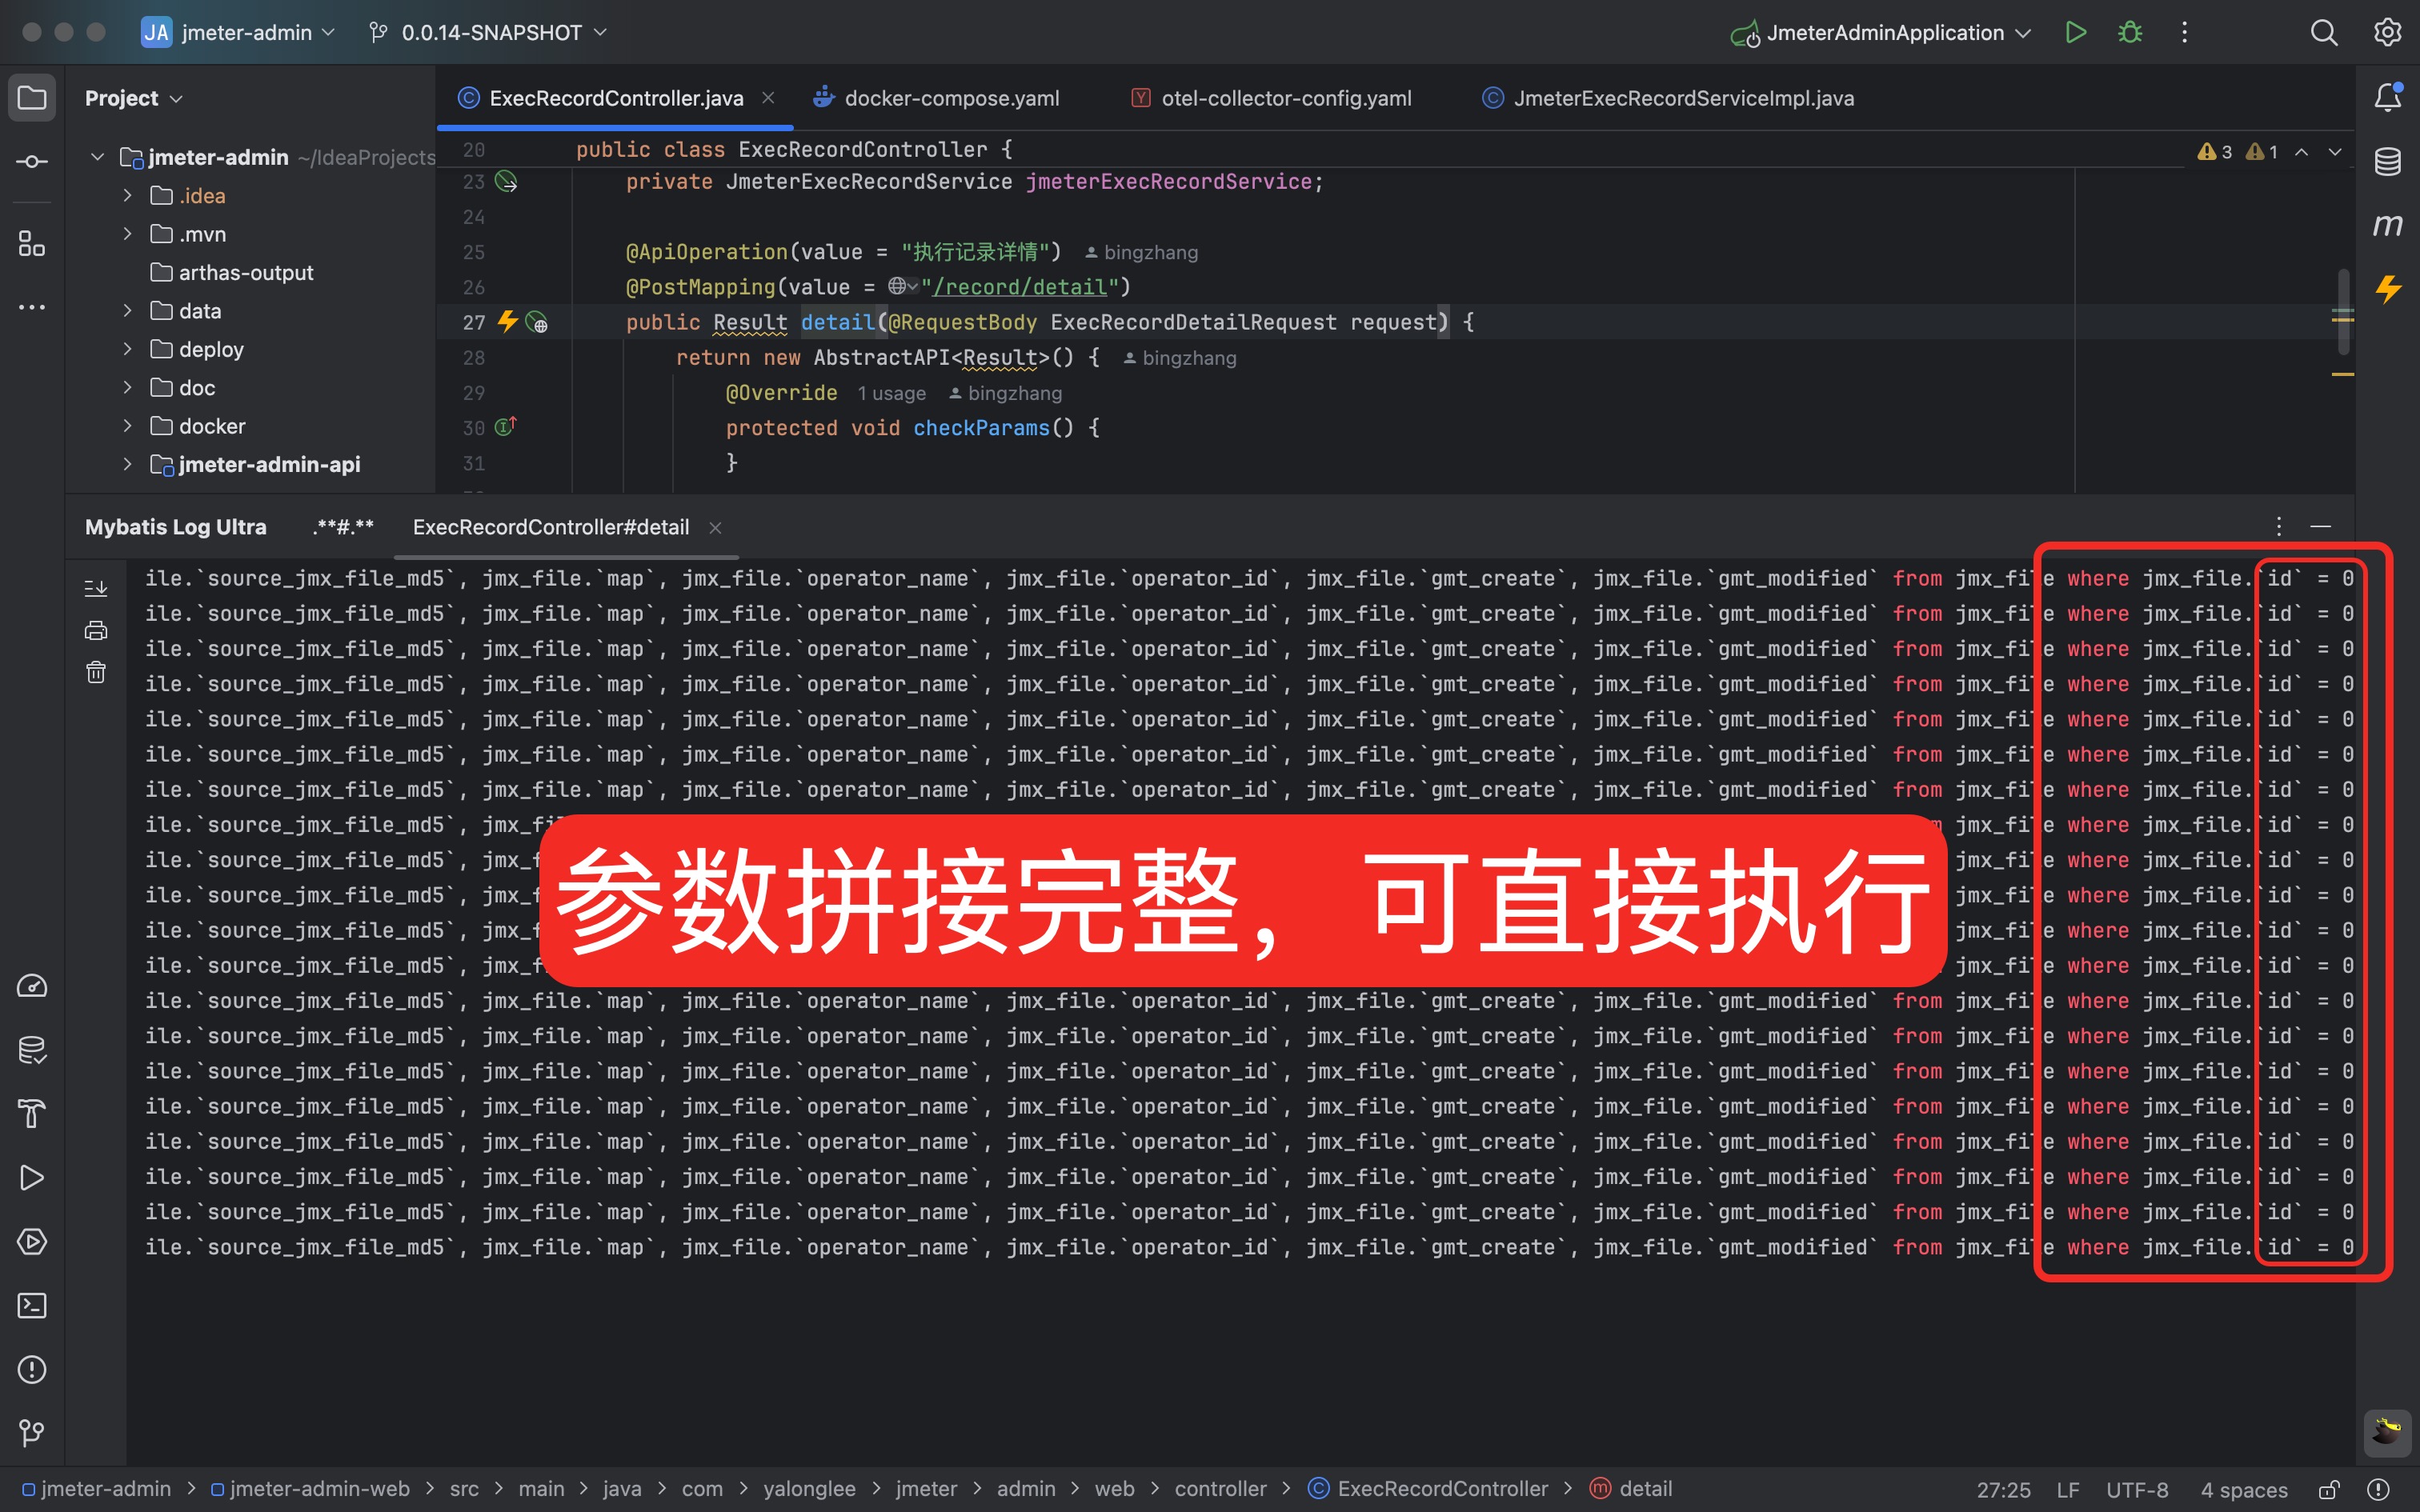 JA jmeter-admin 0.0.14-SNAPSHOT JmeterAdminApplication
Project
ExecRecordController.java docker-compose.yaml otel-collector-config.yaml JmeterExecRecordServiceImpl.java
jmeter-admin ~/IdeaProjects
.idea
.mvn
arthas-output
data
deploy
doc
docker
jmeter-admin-api
20 public class ExecRecordController {
3 1
23 private JmeterExecRecordService jmeterExecRecordService;
24
25 @ApiOperation(value = "执行记录详情") bingzhang
26 @PostMapping(value = "/record/detail")
27 public Result detail(@RequestBody ExecRecordDetailRequest request) {
28 return new AbstractAPI<Result>() { bingzhang
29 @Override 1 usage bingzhang
30 protected void checkParams() {
31 }
Mybatis Log Ultra .**#.** ExecRecordController#detail
ile.`source_jmx_file_md5`, jmx_file.`map`, jmx_file.`operator_name`, jmx_file.`operator_id`, jmx_file.`gmt_create`, jmx_file.`gmt_modified` from jmx_file where jmx_file.`id` = 0
ile.`source_jmx_file_md5`, jmx_file.`map`, jmx_file.`operator_name`, jmx_file.`operator_id`, jmx_file.`gmt_create`, jmx_file.`gmt_modified` from jmx_file where jmx_file.`id` = 0
ile.`source_jmx_file_md5`, jmx_file.`map`, jmx_file.`operator_name`, jmx_file.`operator_id`, jmx_file.`gmt_create`, jmx_file.`gmt_modified` from jmx_file where jmx_file.`id` = 0
ile.`source_jmx_file_md5`, jmx_file.`map`, jmx_file.`operator_name`, jmx_file.`operator_id`, jmx_file.`gmt_create`, jmx_file.`gmt_modified` from jmx_file where jmx_file.`id` = 0
ile.`source_jmx_file_md5`, jmx_file.`map`, jmx_file.`operator_name`, jmx_file.`operator_id`, jmx_file.`gmt_create`, jmx_file.`gmt_modified` from jmx_file where jmx_file.`id` = 0
ile.`source_jmx_file_md5`, jmx_file.`map`, jmx_file.`operator_name`, jmx_file.`operator_id`, jmx_file.`gmt_create`, jmx_file.`gmt_modified` from jmx_file where jmx_file.`id` = 0
ile.`source_jmx_file_md5`, jmx_file.`map`, jmx_file.`operator_name`, jmx_file.`operator_id`, jmx_file.`gmt_create`, jmx_file.`gmt_modified` from jmx_file where jmx_file.`id` = 0
ile.`source_jmx_file_md5`, jmx_file where jmx_file.`id` = 0
ile.`source_jmx_file_md5`, jmx_file where jmx_file.`id` = 0
ile.`source_jmx_file_md5`, jmx_file where jmx_file.`id` = 0
参数拼接完整，可直接执行
ile.`source_jmx_file_md5`, jmx_file where jmx_file.`id` = 0
ile.`source_jmx_file_md5`, jmx_file where jmx_file.`id` = 0
ile.`source_jmx_file_md5`, jmx_file.`map`, jmx_file.`operator_name`, jmx_file.`operator_id`, jmx_file.`gmt_create`, jmx_file.`gmt_modified` from jmx_file where jmx_file.`id` = 0
ile.`source_jmx_file_md5`, jmx_file.`map`, jmx_file.`operator_name`, jmx_file.`operator_id`, jmx_file.`gmt_create`, jmx_file.`gmt_modified` from jmx_file where jmx_file.`id` = 0
ile.`source_jmx_file_md5`, jmx_file.`map`, jmx_file.`operator_name`, jmx_file.`operator_id`, jmx_file.`gmt_create`, jmx_file.`gmt_modified` from jmx_file where jmx_file.`id` = 0
ile.`source_jmx_file_md5`, jmx_file.`map`, jmx_file.`operator_name`, jmx_file.`operator_id`, jmx_file.`gmt_create`, jmx_file.`gmt_modified` from jmx_file where jmx_file.`id` = 0
ile.`source_jmx_file_md5`, jmx_file.`map`, jmx_file.`operator_name`, jmx_file.`operator_id`, jmx_file.`gmt_create`, jmx_file.`gmt_modified` from jmx_file where jmx_file.`id` = 0
ile.`source_jmx_file_md5`, jmx_file.`map`, jmx_file.`operator_name`, jmx_file.`operator_id`, jmx_file.`gmt_create`, jmx_file.`gmt_modified` from jmx_file where jmx_file.`id` = 0
ile.`source_jmx_file_md5`, jmx_file.`map`, jmx_file.`operator_name`, jmx_file.`operator_id`, jmx_file.`gmt_create`, jmx_file.`gmt_modified` from jmx_file where jmx_file.`id` = 0
ile.`source_jmx_file_md5`, jmx_file.`map`, jmx_file.`operator_name`, jmx_file.`operator_id`, jmx_file.`gmt_create`, jmx_file.`gmt_modified` from jmx_file where jmx_file.`id` = 0
jmeter-admin > jmeter-admin-web > src > main > java > com > yalonglee > jmeter > admin > web > controller > ExecRecordController > detail 27:25 LF UTF-8 4 spaces